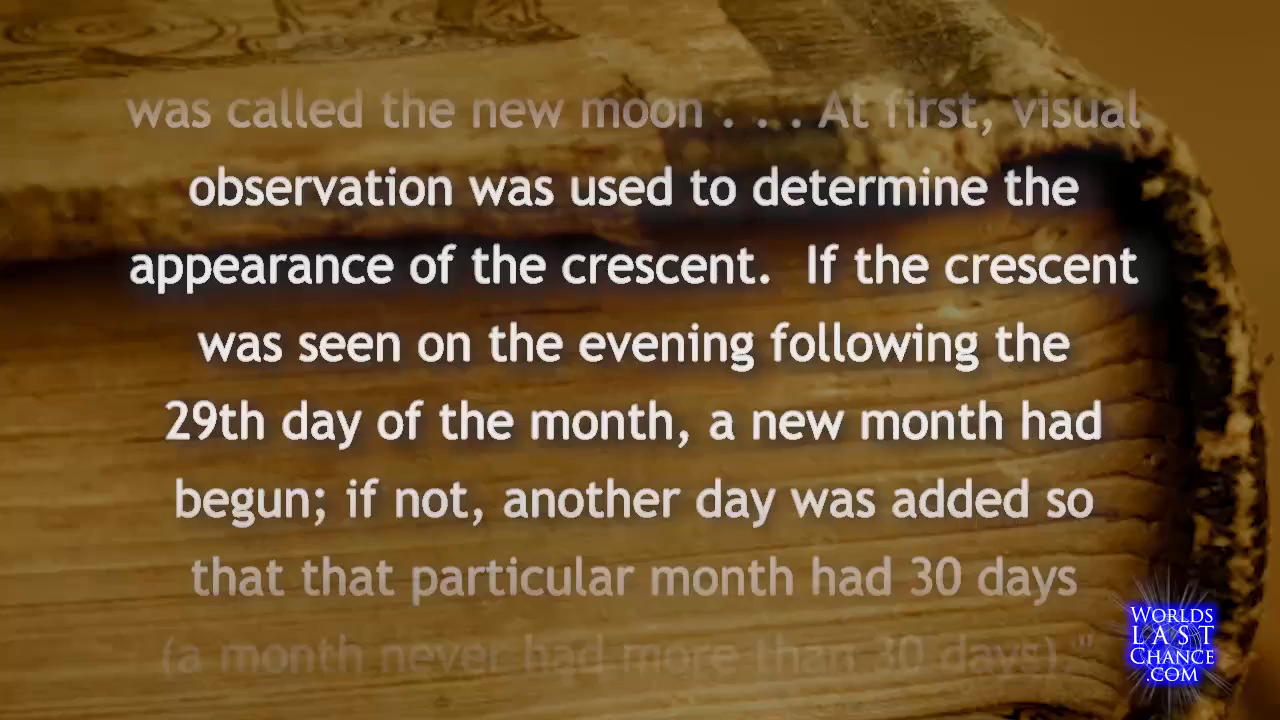 was called the new moon . . . At first, visual
observation was used to determine the
appearance of the crescent.  If the crescent
was seen on the evening following the
29th day of the month, a new month had
begun; if not, another day was added so
that that particular month had 30 days
(a month never had more than 30 days)."
WORLDS
LAST
CHANCE
.COM